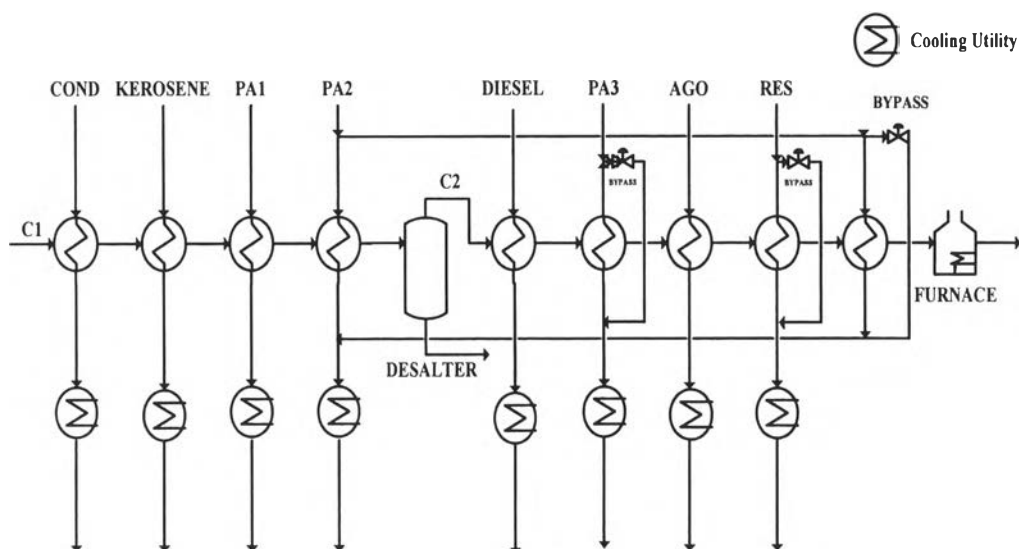 Cooling Utility
COND KEROSENE PA1 PA2 DIESEL PA3 AGO RES BYPASS
BYPASS BYPASS
C2
C1
FURNACE
DESALTER